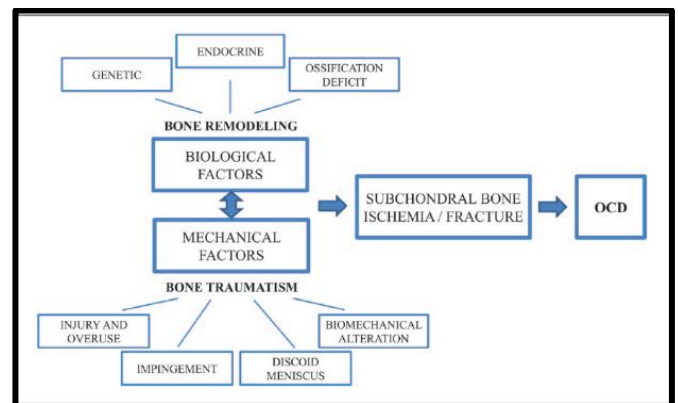 ENDOCRINE
GENETIC
OSSIFICATION
DEFICIT
BONE REMODELING
BIOLOGICAL
FACTORS
MECHANICAL
FACTORS
BONE TRAUMATISM
SUBCHONDRAL BONE
ISCHEMIA / FRACTURE
OCD
INJURY AND
OVERUSE
IMPINGEMENT
DISCOID
MENISCUS
BIOMECHANICAL
ALTERATION